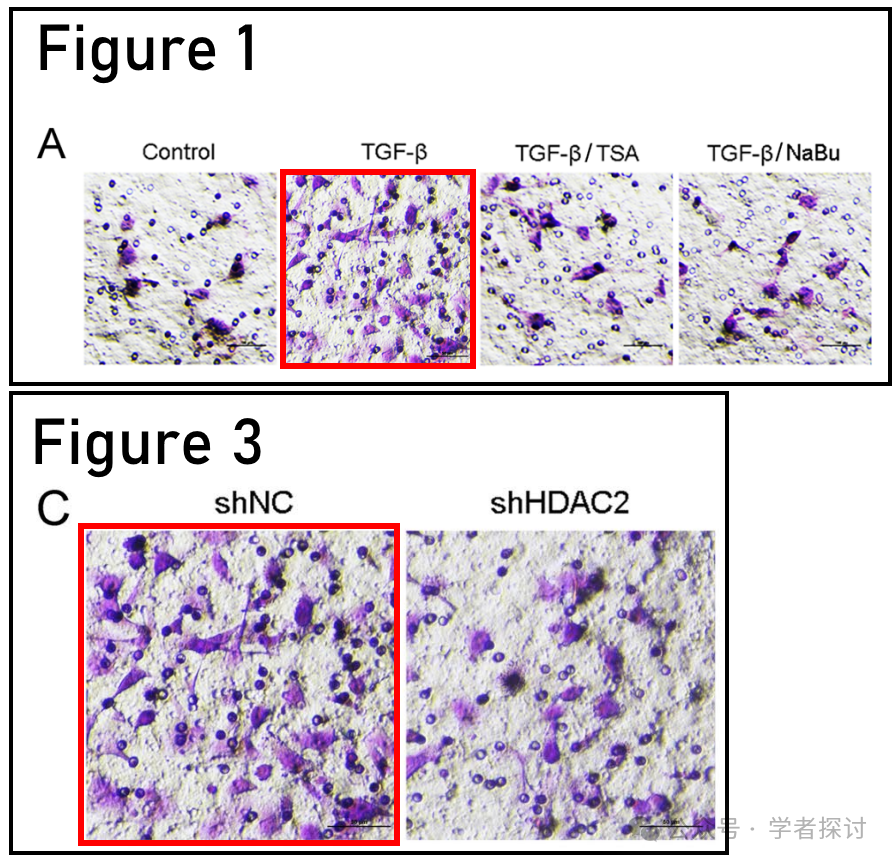 Figure 1
A
Control
TGF-β
TGF-β/TSA
TGF-β/NaBu
Figure 3
C
shNC
shHDAC2
号 · 学者探讨